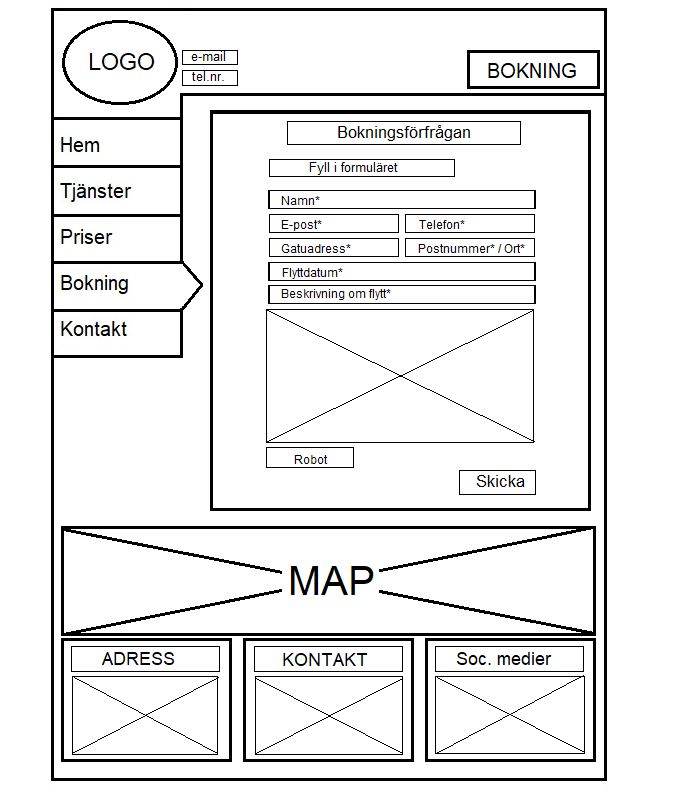 LOGO
e-mail
tel.nr.
BOKNING
Hem
Tjänster
Priser
Bokning
Kontakt
Bokningsförfrågan
Fyll i formuläret
Namn*
E-post*
Telefon*
Gatuadress*
Postnummer* / Ort*
Flyttdatum*
Beskrivning om flytt*
Robot
Skicka
MAP
ADRESS
KONTAKT
Soc. medier